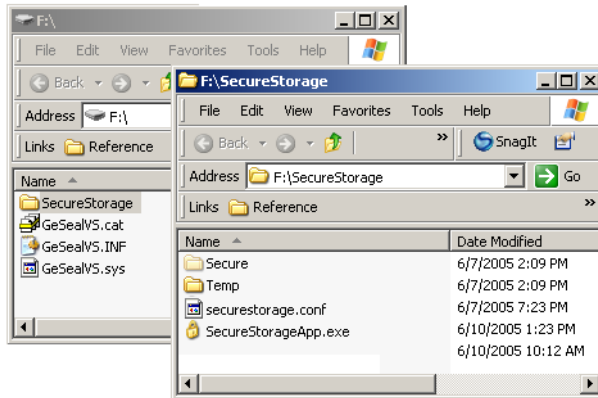 F:\
File Edit View Favorites Tools Help
Back
Address F:\
Links Reference
Name
SecureStorage
GeSealVS.cat
GeSealVS.INF
GeSealVS.sys
F:\SecureStorage
File Edit View Favorites Tools Help
Back » SnagIt
Address F:\SecureStorage Go
Links Reference »
Name Date Modified
Secure 6/7/2005 2:09 PM
Temp 6/7/2005 2:09 PM
securestorage.conf 6/7/2005 7:23 PM
SecureStorageApp.exe 6/10/2005 1:23 PM
6/10/2005 10:12 AM